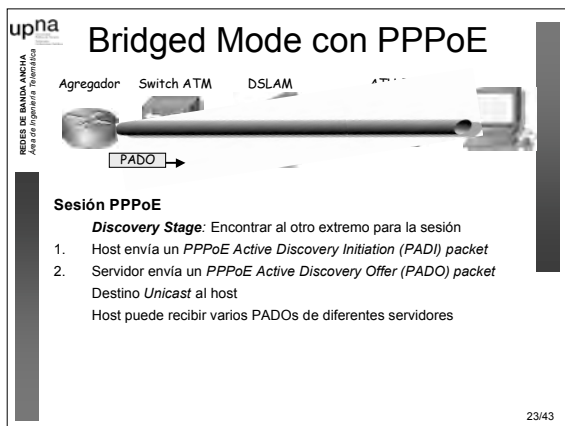 upna
REDES DE BANDA ANCHA
Área de Ingeniería Telemática
Bridged Mode con PPPoE
Agregador Switch ATM DSLAM
PADO
Sesión PPPoE
Discovery Stage: Encontrar al otro extremo para la sesión
1. Host envía un PPPoE Active Discovery Initiation (PADI) packet
2. Servidor envía un PPPoE Active Discovery Offer (PADO) packet
Destino Unicast al host
Host puede recibir varios PADOs de diferentes servidores
23/43